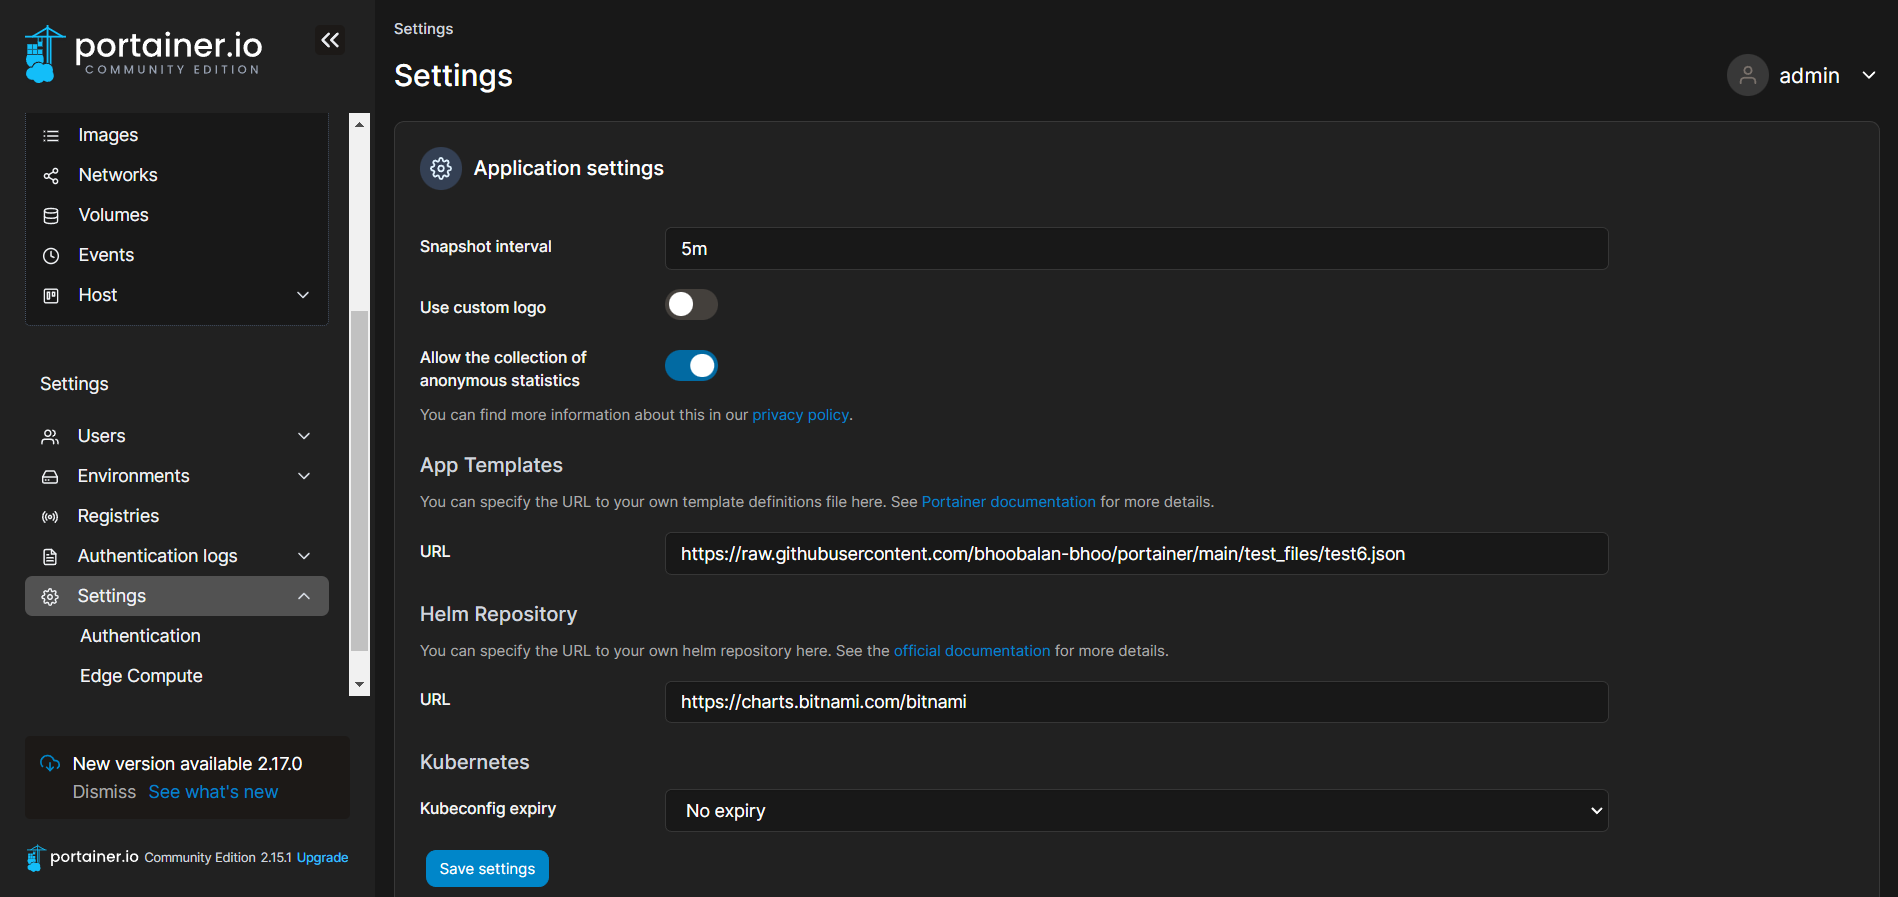 portainer.io
COMMUNITY EDITION
Images
Networks
Volumes
Events
Host
Settings
Users
Environments
Registries
Authentication logs
Settings
Authentication
Edge Compute
New version available 2.17.0
Dismiss See what's new
portainer.io Community Edition 2.15.1 Upgrade
Settings
Settings
admin
Application settings
Snapshot interval
5m
Use custom logo
Allow the collection of
anonymous statistics
You can find more information about this in our privacy policy.
App Templates
You can specify the URL to your own template definitions file here. See Portainer documentation for more details.
URL
https://raw.githubusercontent.com/bhoobalan-bhoo/portainer/main/test_files/test6.json
Helm Repository
You can specify the URL to your own helm repository here. See the official documentation for more details.
URL
https://charts.bitnami.com/bitnami
Kubernetes
Kubeconfig expiry
No expiry
Save settings